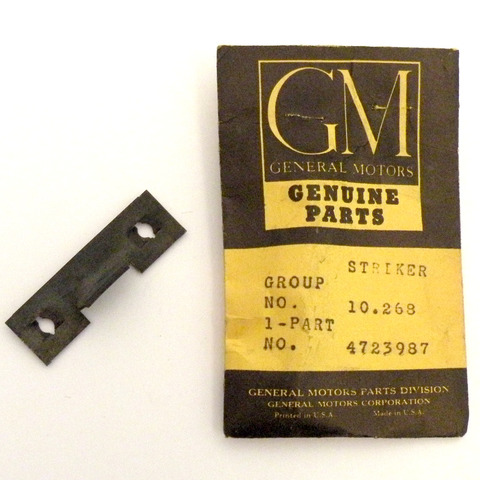 GM
GENERAL MOTORS
GENUINE
PARTS
STRIKER
GROUP
NO. 10.268
1-PART
NO. 4723987
GENERAL MOTORS PARTS DIVISION
GENERAL MOTORS CORPORATION
Printed in U.S.A. Made in U.S.A.